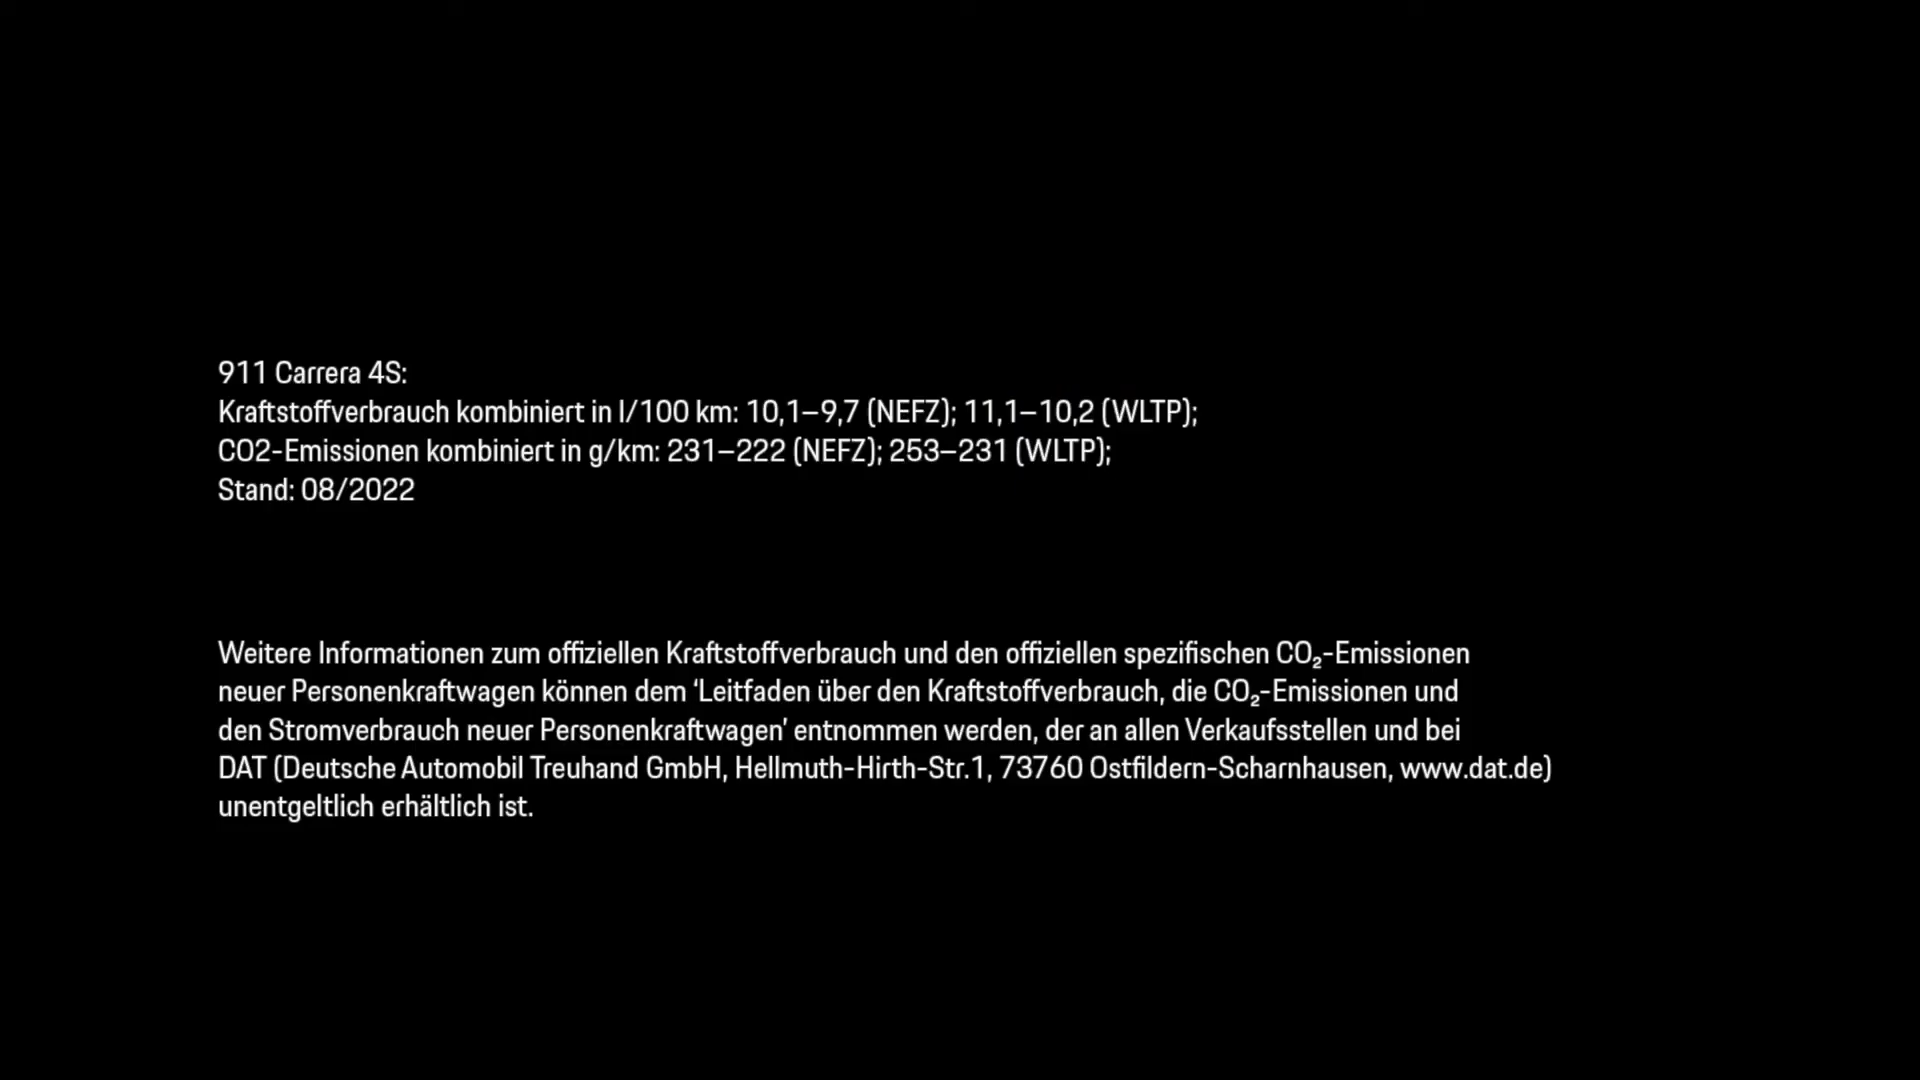 911 Carrera 4S:
Kraftstoffverbrauch kombiniert in l/100 km: 10,1–9,7 (NEFZ); 11,1–10,2 (WLTP);
CO2-Emissionen kombiniert in g/km: 231–222 (NEFZ); 253–231 (WLTP);
Stand: 08/2022
Weitere Informationen zum offiziellen Kraftstoffverbrauch und den offiziellen spezifischen CO₂-Emissionen
neuer Personenkraftwagen können dem ‘Leitfaden über den Kraftstoffverbrauch, die CO₂-Emissionen und
den Stromverbrauch neuer Personenkraftwagen’ entnommen werden, der an allen Verkaufsstellen und bei
DAT (Deutsche Automobil Treuhand GmbH, Hellmuth-Hirth-Str.1, 73760 Ostfildern-Scharnhausen, www.dat.de)
unentgeltlich erhältlich ist.